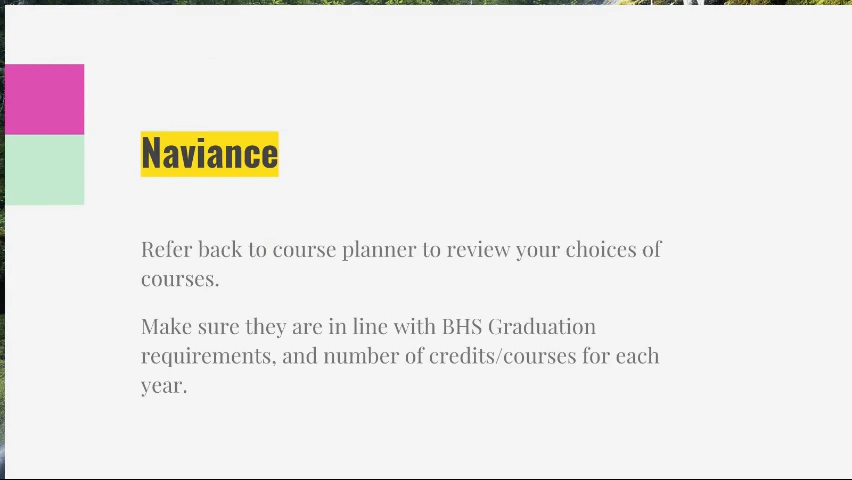 Naviance
Refer back to course planner to review your choices of
courses.
Make sure they are in line with BHS Graduation
requirements, and number of credits/courses for each
year.